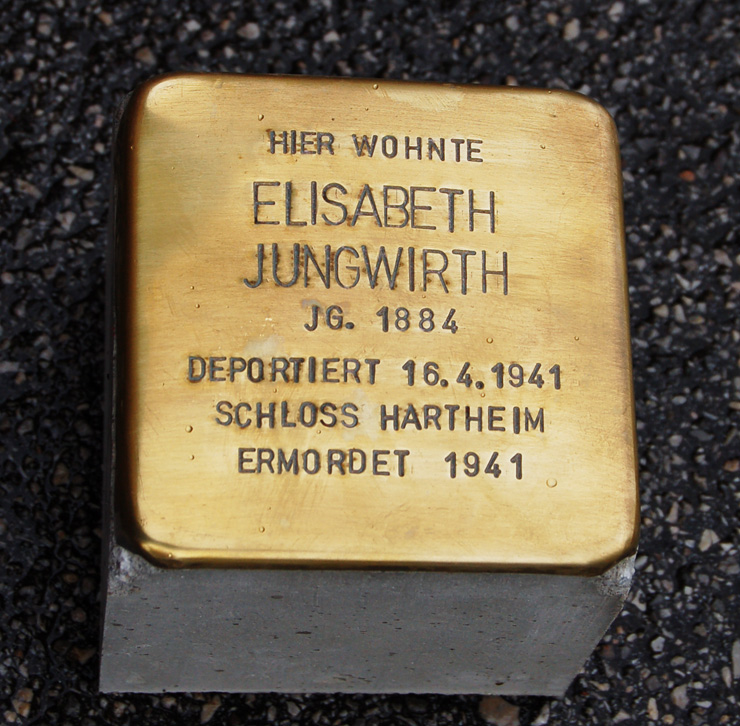 HIER WOHNTE
ELISABETH
JUNGWIRTH
JG. 1884
DEPORTIERT 16.4.1941
SCHLOSS HARTHEIM
ERMORDET 1941